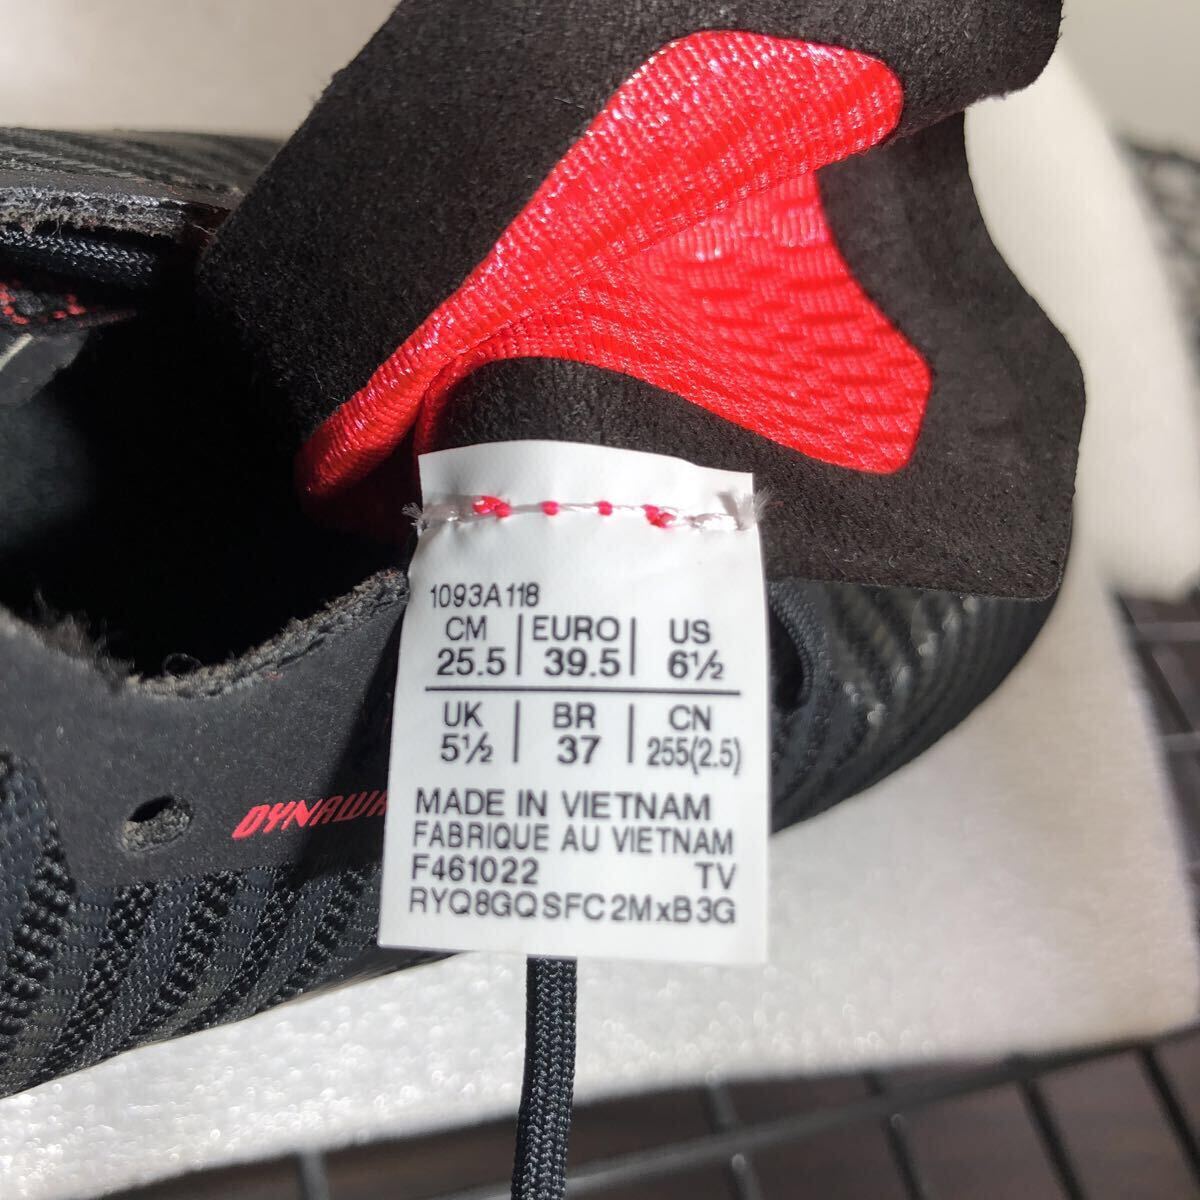 1093A118
CM | EURO | US
25.5 | 39.5 | 6½
UK | BR | CN
5½ | 37 | 255(2.5)
MADE IN VIETNAM
FABRIQUE AU VIETNAM
F461022 TV
RYQ8GQSFC2MxB3G